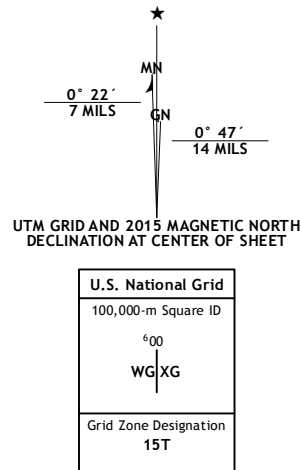 MN
0° 22´
7 MILS
GN
0° 47´
14 MILS
UTM GRID AND 2015 MAGNETIC NORTH
DECLINATION AT CENTER OF SHEET
U.S. National Grid
100,000-m Square ID
⁶00
WG XG
Grid Zone Designation
15T